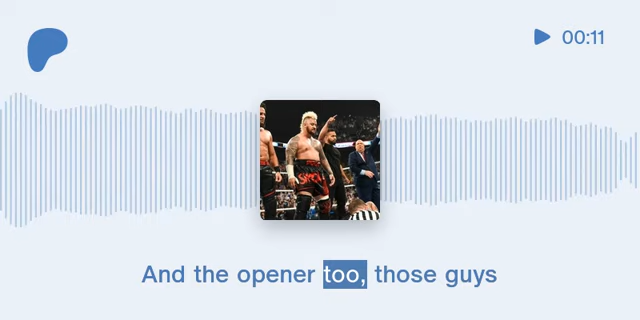 00:11
And the opener too, those guys